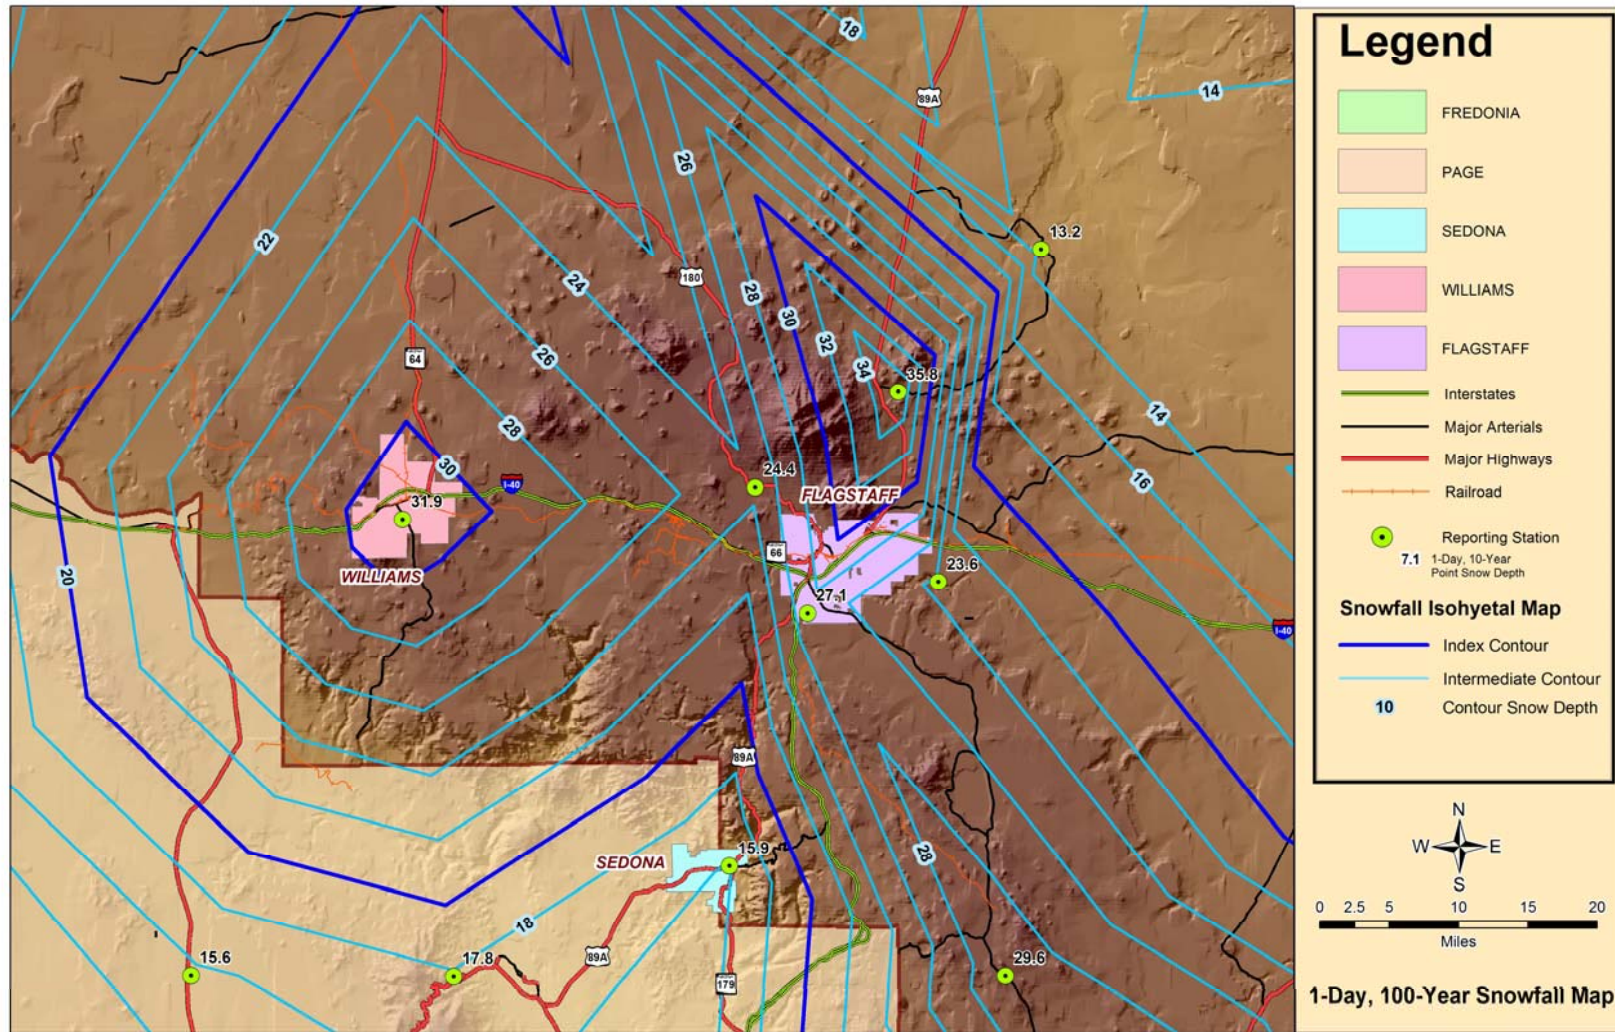 18
89A
14
26
22
13.2
180
24
28
30
26
32
64
34
35.8
14
28
30
24.4
16
I-40
FLAGSTAFF
31.9
66
23.6
WILLIAMS
20
27.1
I-40
89A
28
15.9
SEDONA
18
89A
15.6
17.8
29.6
179
Legend
FREDONIA
PAGE
SEDONA
WILLIAMS
FLAGSTAFF
Interstates
Major Arterials
Major Highways
Railroad
Reporting Station
7.1 1-Day, 10-Year
Point Snow Depth
Snowfall Isohyetal Map
Index Contour
Intermediate Contour
10 Contour Snow Depth
N
W E
S
0 2.5 5 10 15 20
Miles
1-Day, 100-Year Snowfall Map